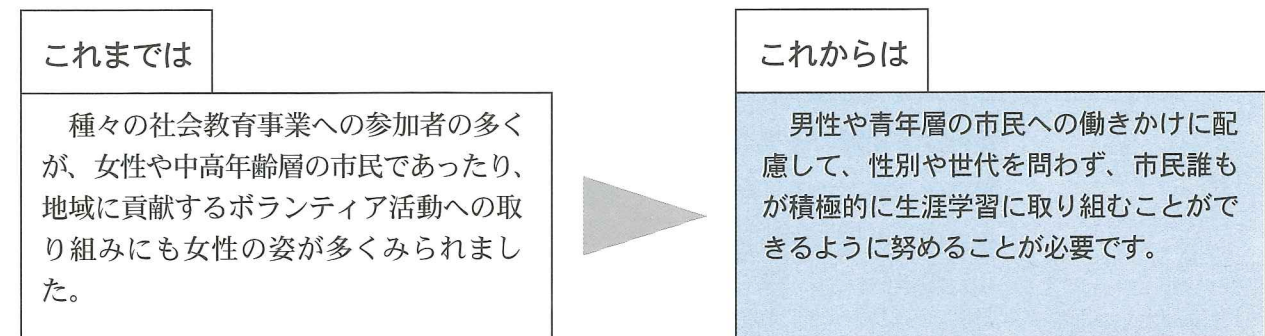 これまでは
種々の社会教育事業への参加者の多く
が、女性や中高年齢層の市民であったり、
地域に貢献するボランティア活動への取
り組みにも女性の姿が多くみられまし
た。
これからは
男性や青年層の市民への働きかけに配
慮して、性別や世代を問わず、市民誰も
が積極的に生涯学習に取り組むことがで
きるように努めることが必要です。